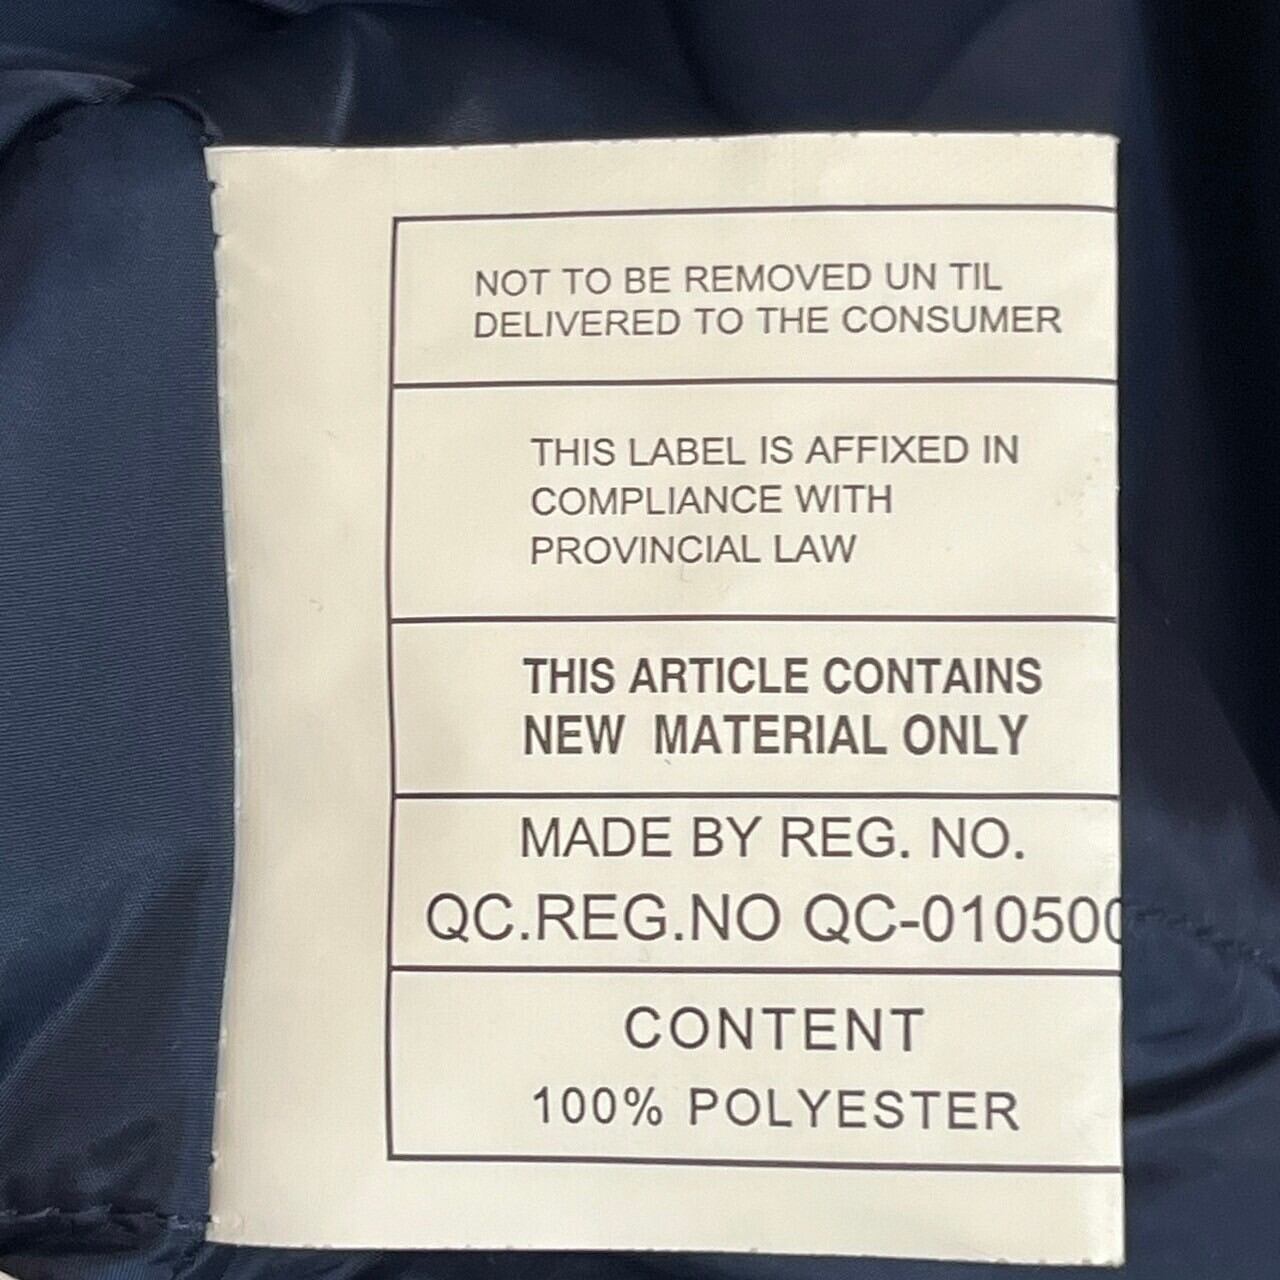 NOT TO BE REMOVED UN TIL
DELIVERED TO THE CONSUMER
THIS LABEL IS AFFIXED IN
COMPLIANCE WITH
PROVINCIAL LAW
THIS ARTICLE CONTAINS
NEW MATERIAL ONLY
MADE BY REG. NO.
QC.REG.NO QC-010500
CONTENT
100% POLYESTER